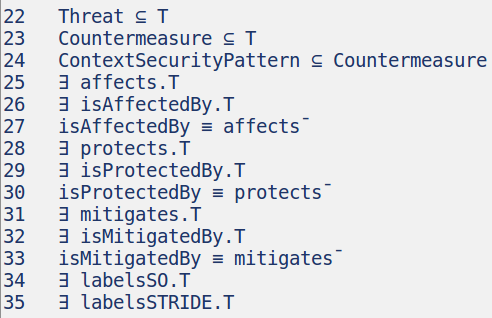 22 Threat ⊆ T
23 Countermeasure ⊆ T
24 ContextSecurityPattern ⊆ Countermeasure
25 ∃ affects.T
26 ∃ isAffectedBy.T
27 isAffectedBy ≡ affects¯
28 ∃ protects.T
29 ∃ isProtectedBy.T
30 isProtectedBy ≡ protects¯
31 ∃ mitigates.T
32 ∃ isMitigatedBy.T
33 isMitigatedBy ≡ mitigates¯
34 ∃ labelsSO.T
35 ∃ labelsSTRIDE.T